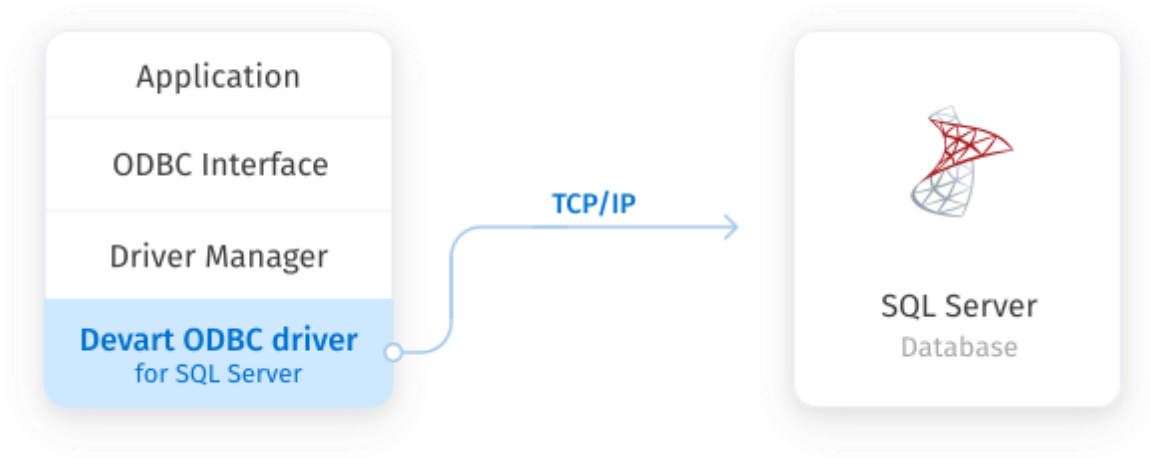 Application
ODBC Interface
Driver Manager
Devart ODBC driver
for SQL Server
TCP/IP
SQL Server
Database